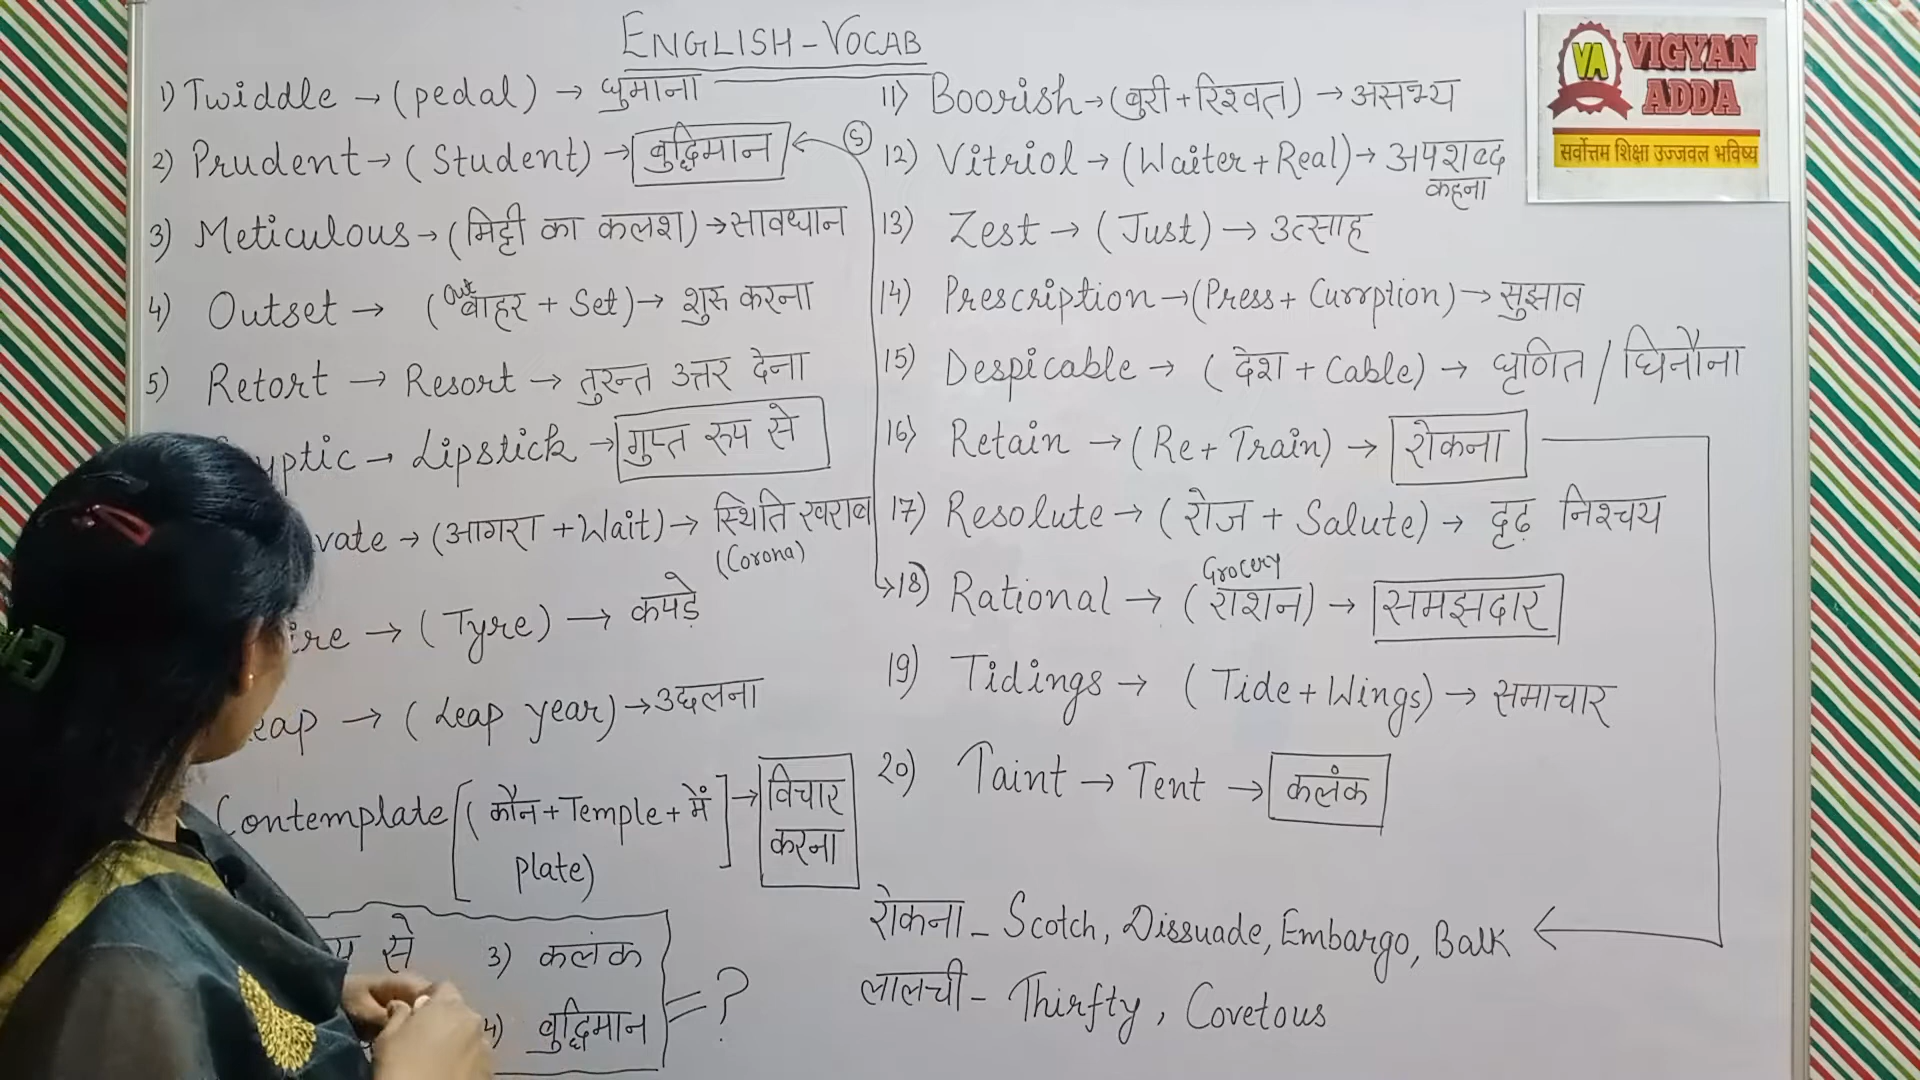 ENGLISH-VOCAB
1) Twiddle → (pedal) → घुमाना
2) Prudent → (Student) → बुद्धिमान
3) Meticulous → (मिट्टी का कलश) → सावधान
4) Outset → (Out बाहर + Set) → शुरु करना
5) Retort → Resort → तुरन्त उत्तर देना
yptic → Lipstick → गुप्त रुप से
vate → (आगरा + Wait) → स्थिति खराब
(Corona)
ire → (Tyre) → कपड़े
eap → (Leap year) → उछलना
Contemplate [(कौन + Temple + में plate)] → विचार करना
से
3) कलंक
4) बुद्धिमान
= ?
11) Boorish → (बुरी + रिश्वत) → असभ्य
5
12) Vitriol → (Waiter + Real) → अपशब्द कहना
13) Zest → (Just) → उत्साह
14) Prescription → (Press + Currption) → सुझाव
15) Despicable → (देश + Cable) → घृणित / घिनौना
16) Retain → (Re + Train) → रोकना
17) Resolute → (रोज + Salute) → दृढ़ निश्चय
Grocery
18) Rational → (राशन) → समझदार
19) Tidings → (Tide + Wings) → समाचार
20) Taint → Tent → कलंक
रोकना - Scotch, Dissuade, Embargo, Balk
लालची - Thirfty, Covetous
VA VIGYAN
ADDA
सर्वोत्तम शिक्षा उज्जवल भविष्य